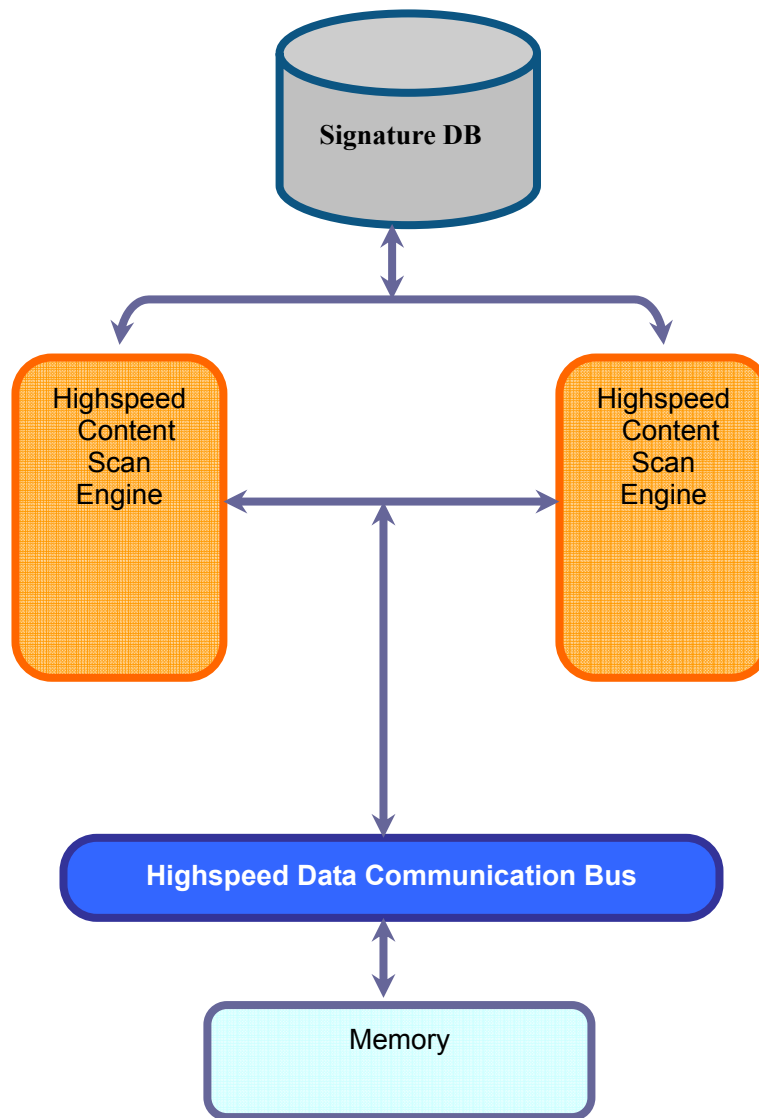 Signature DB
Highspeed
Content
Scan
Engine
Highspeed
Content
Scan
Engine
Highspeed Data Communication Bus
Memory